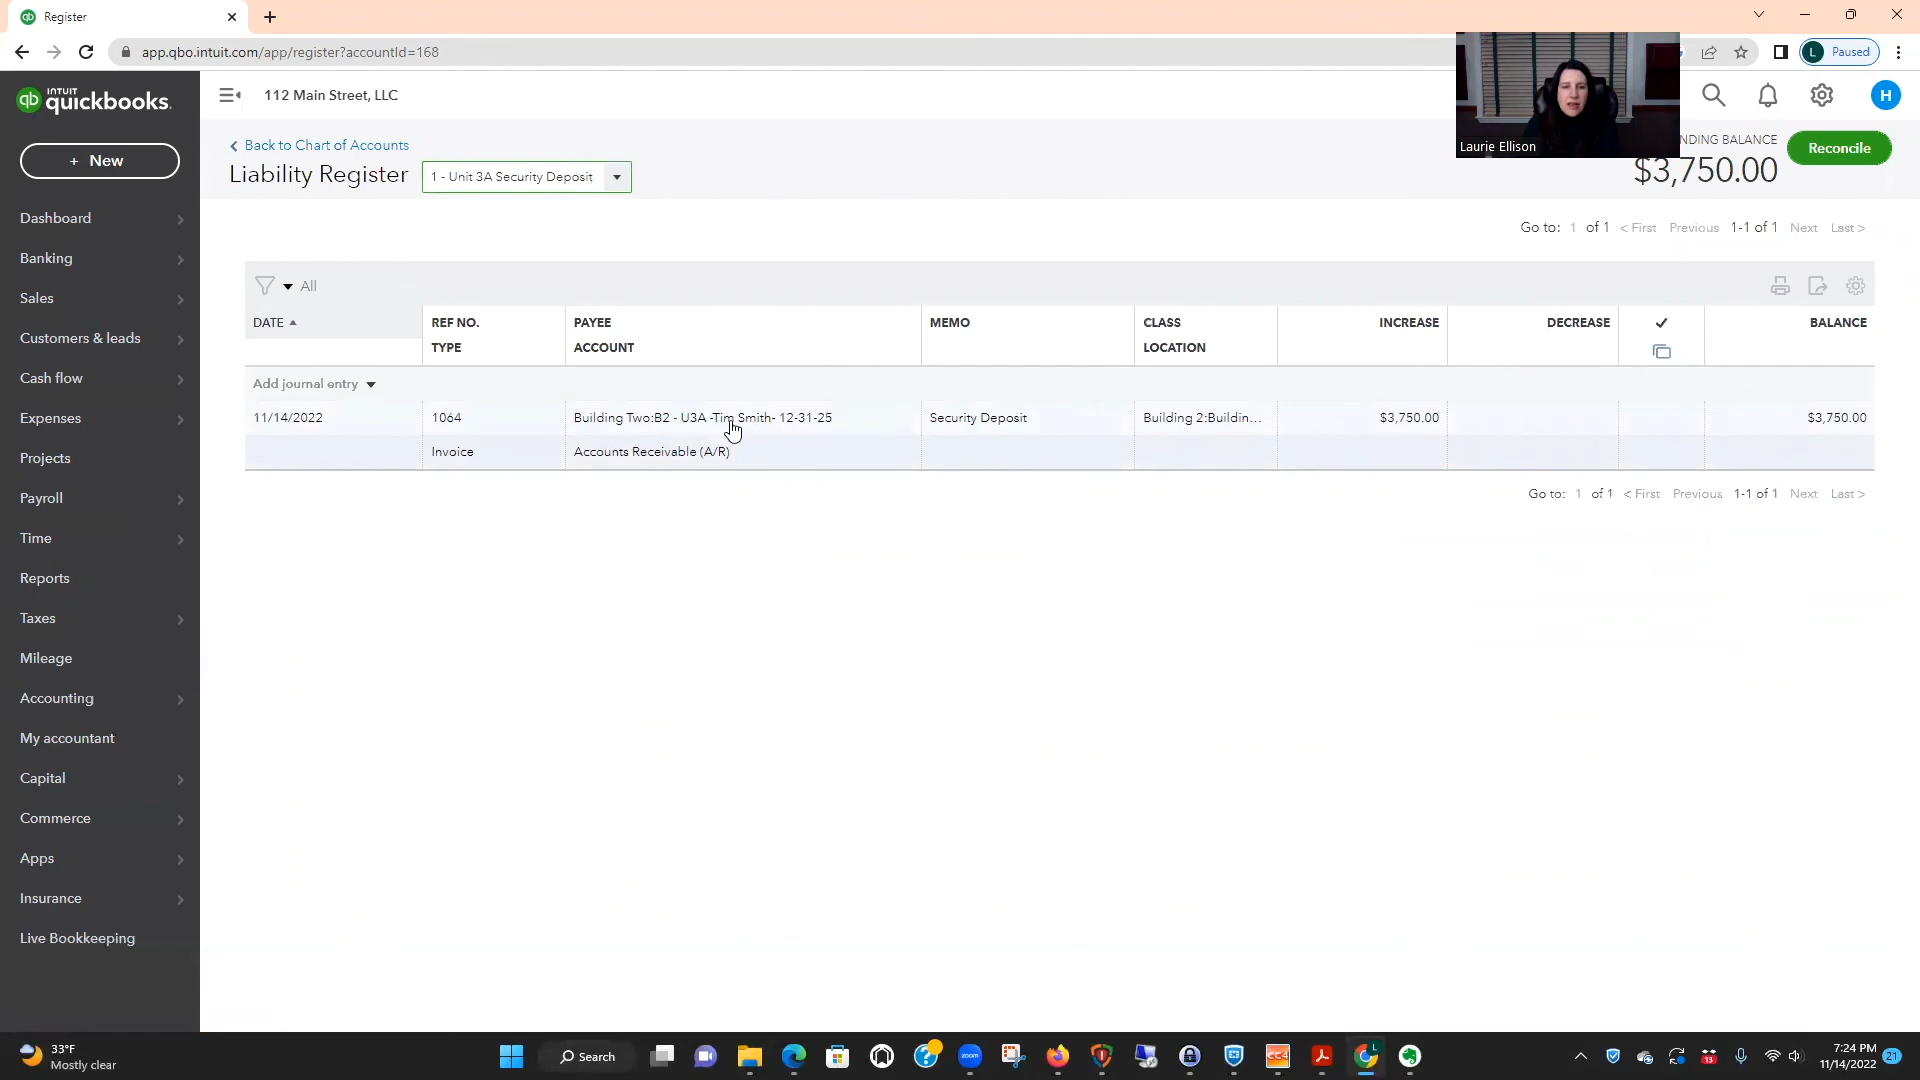 Register
app.qbo.intuit.com/app/register?accountId=168
L Paused
intuit quickbooks.
112 Main Street, LLC
Laurie Ellison
H
+ New
Back to Chart of Accounts
Liability Register
1 - Unit 3A Security Deposit
NDING BALANCE
$3,750.00
Reconcile
Go to: 1 of 1 < First Previous 1-1 of 1 Next Last >
All
DATE REF NO. PAYEE MEMO CLASS INCREASE DECREASE ✓ BALANCE
TYPE ACCOUNT LOCATION
Add journal entry
11/14/2022 1064 Building Two:B2 - U3A -Tim Smith- 12-31-25 Security Deposit Building 2:Buildin... $3,750.00 $3,750.00
Invoice Accounts Receivable (A/R)
Go to: 1 of 1 < First Previous 1-1 of 1 Next Last >
Dashboard
Banking
Sales
Customers & leads
Cash flow
Expenses
Projects
Payroll
Time
Reports
Taxes
Mileage
Accounting
My accountant
Capital
Commerce
Apps
Insurance
Live Bookkeeping
33°F
Mostly clear
Search
zoom
CC4
L
13
7:24 PM
11/14/2022
21